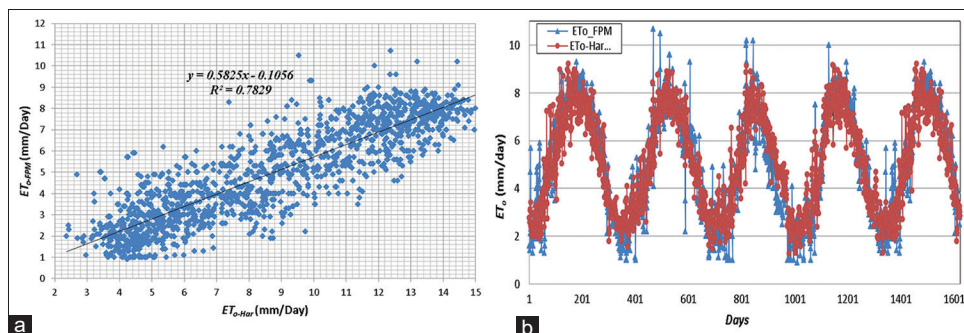 12
11
10
9
8
7
6
5
4
3
2
1
0
ET_o-FPM (mm/Day)
y = 0.5825x - 0.1056
R² = 0.7829
2 3 4 5 6 7 8 9 10 11 12 13 14 15
ET_o-Har (mm/Day)
a
ETo_FPM
ETo-Har...
10
8
6
4
2
0
ET_o (mm/day)
1 201 401 601 801 1001 1201 1401 1601
Days
b